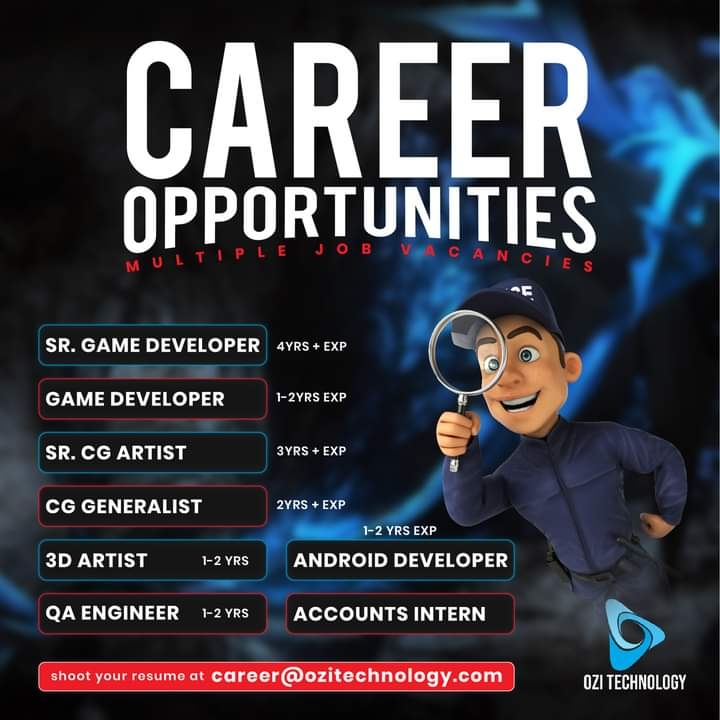 CAREER
OPPORTUNITIES
MULTIPLE JOB VACANCIES
SR. GAME DEVELOPER 4YRS + EXP
GAME DEVELOPER 1-2YRS EXP
SR. CG ARTIST 3YRS + EXP
CG GENERALIST 2YRS + EXP
1-2 YRS EXP
3D ARTIST 1-2 YRS ANDROID DEVELOPER
QA ENGINEER 1-2 YRS ACCOUNTS INTERN
shoot your resume at career@ozitechnology.com
OZI TECHNOLOGY